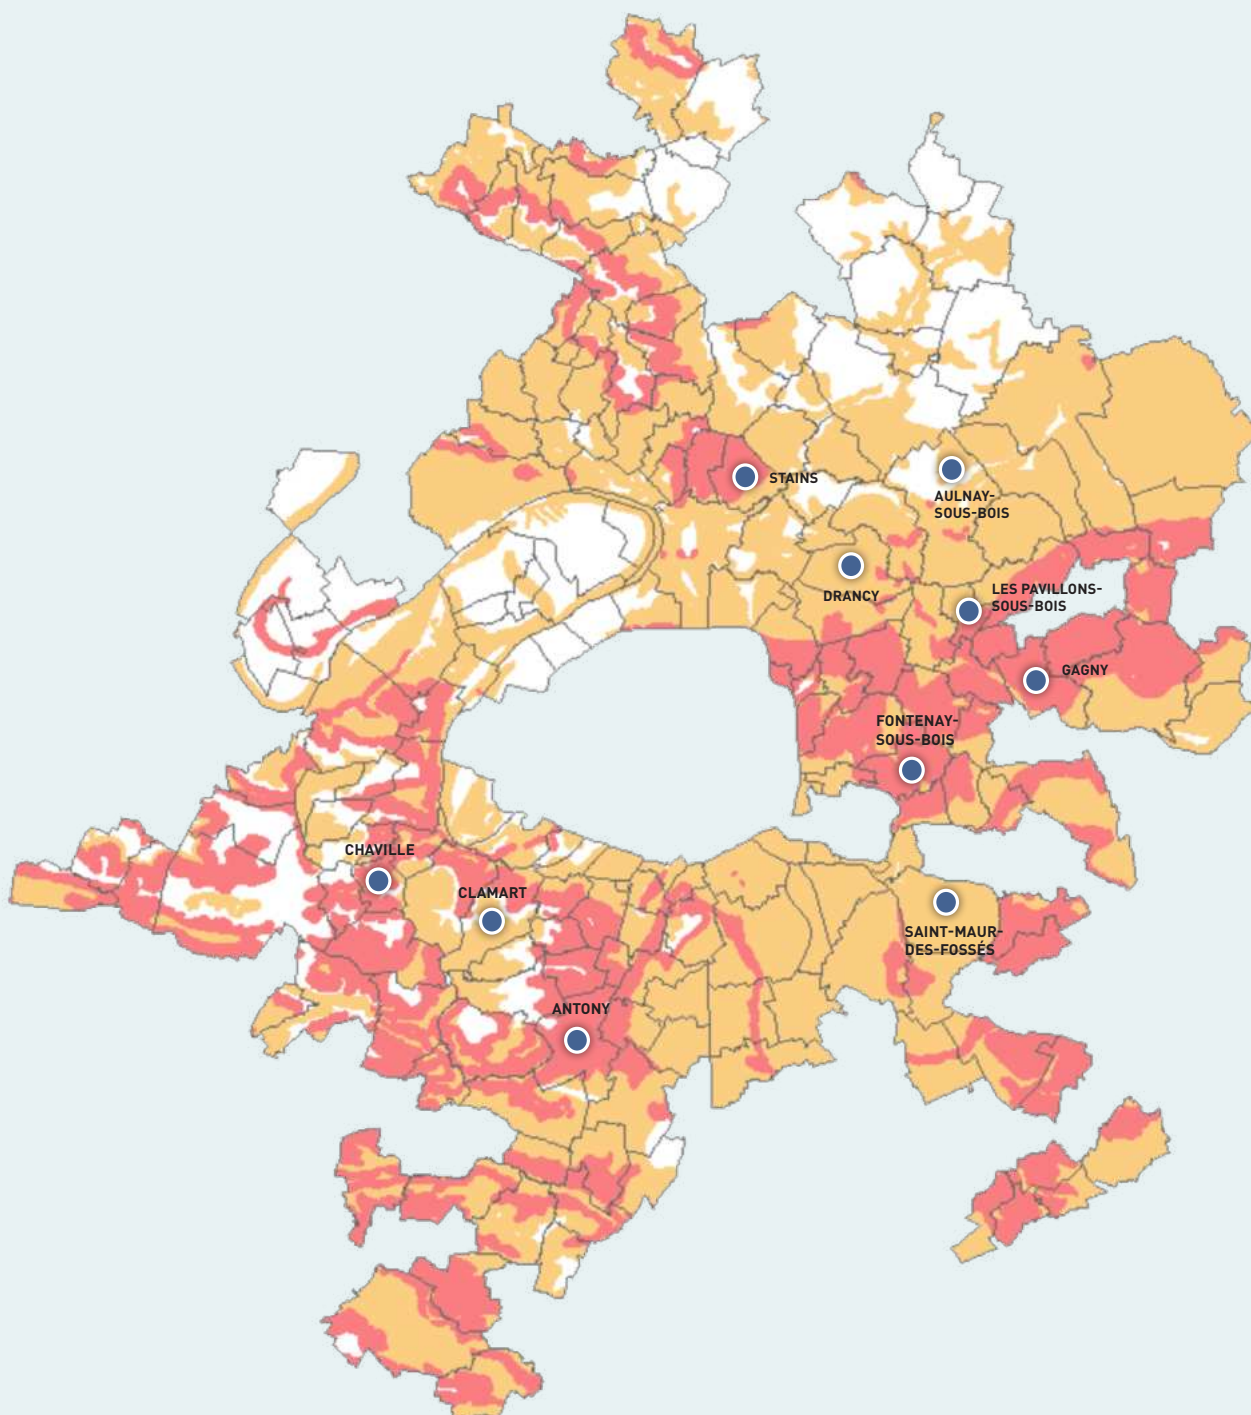 STAINS
AULNAY-
SOUS-BOIS
DRANCY
LES PAVILLONS-
SOUS-BOIS
GAGNY
FONTENAY-
SOUS-BOIS
CHAVILLE
CLAMART
SAINT-MAUR-
DES-FOSSÉS
ANTONY